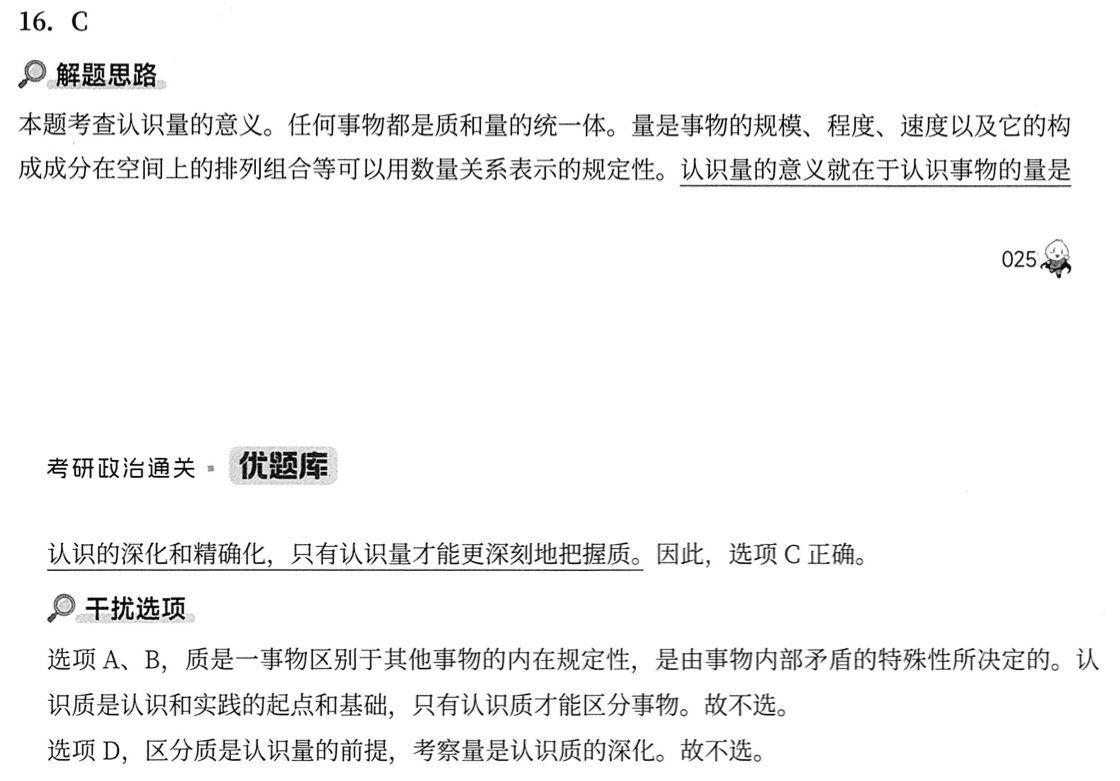 16. C
解题思路
本题考查认识量的意义。任何事物都是质和量的统一体。量是事物的规模、程度、速度以及它的构
成成分在空间上的排列组合等可以用数量关系表示的规定性。认识量的意义就在于认识事物的量是
025
考研政治通关 · 优题库
认识的深化和精确化，只有认识量才能更深刻地把握质。因此，选项 C 正确。
干扰选项
选项 A、B，质是一事物区别于其他事物的内在规定性，是由事物内部矛盾的特殊性所决定的。认
识质是认识和实践的起点和基础，只有认识质才能区分事物。故不选。
选项 D，区分质是认识量的前提，考察量是认识质的深化。故不选。